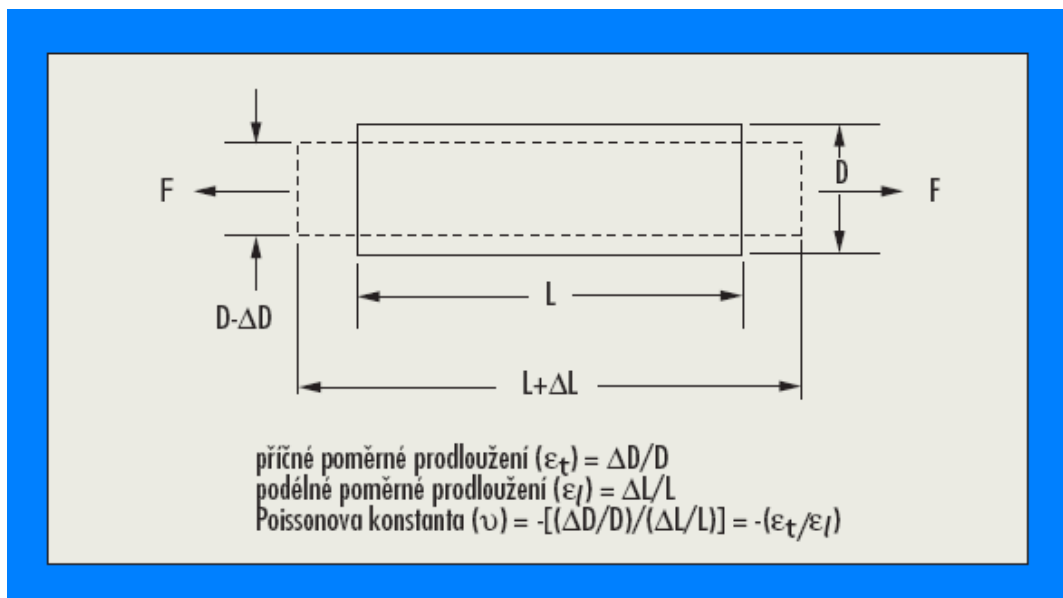 F
D
F
L
D-ΔD
L+ΔL
příčné poměrné prodloužení (εt) = ΔD/D
podélné poměrné prodloužení (εl) = ΔL/L
Poissonova konstanta (υ) = -[(ΔD/D)/(ΔL/L)] = -(εt/εl)